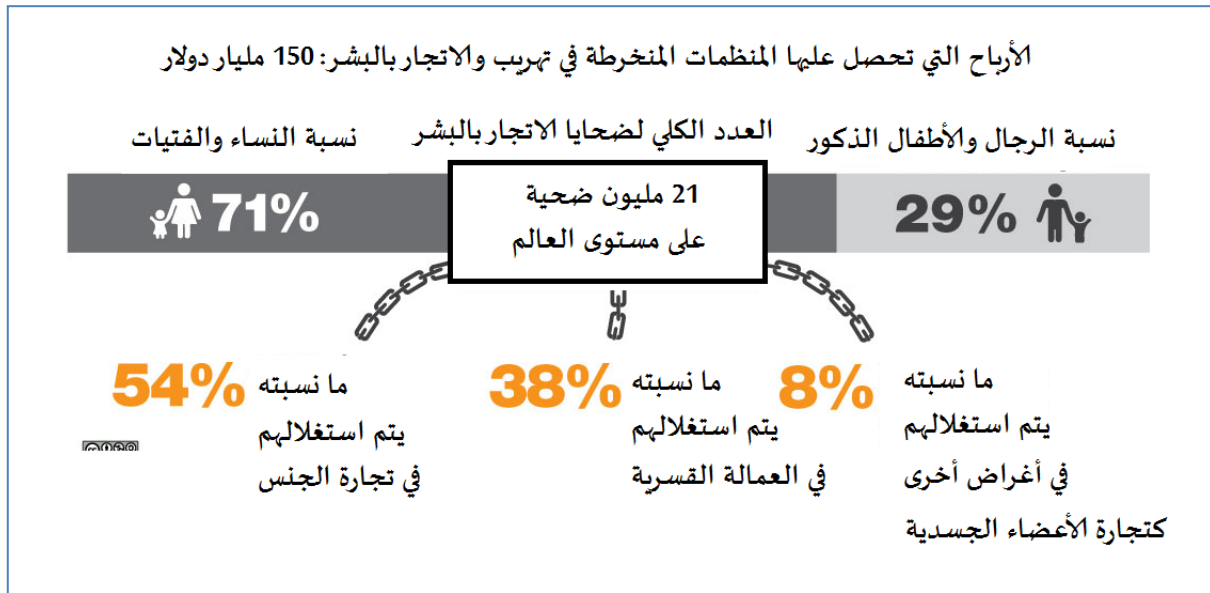 الأرباح التي تحصل عليها المنظمات المنخرطة في تهريب والاتجار بالبشر: 150 مليار دولار
نسبة الرجال والأطفال الذكور
العدد الكلي لضحايا الاتجار بالبشر
نسبة النساء والفتيات
29%
21 مليون ضحية
على مستوى العالم
71%
ما نسبته 8%
يتم استغلالهم
في أغراض أخرى
كتجارة الأعضاء الجسدية
ما نسبته 38%
يتم استغلالهم
في العمالة القسرية
ما نسبته 54%
يتم استغلالهم
في تجارة الجنس